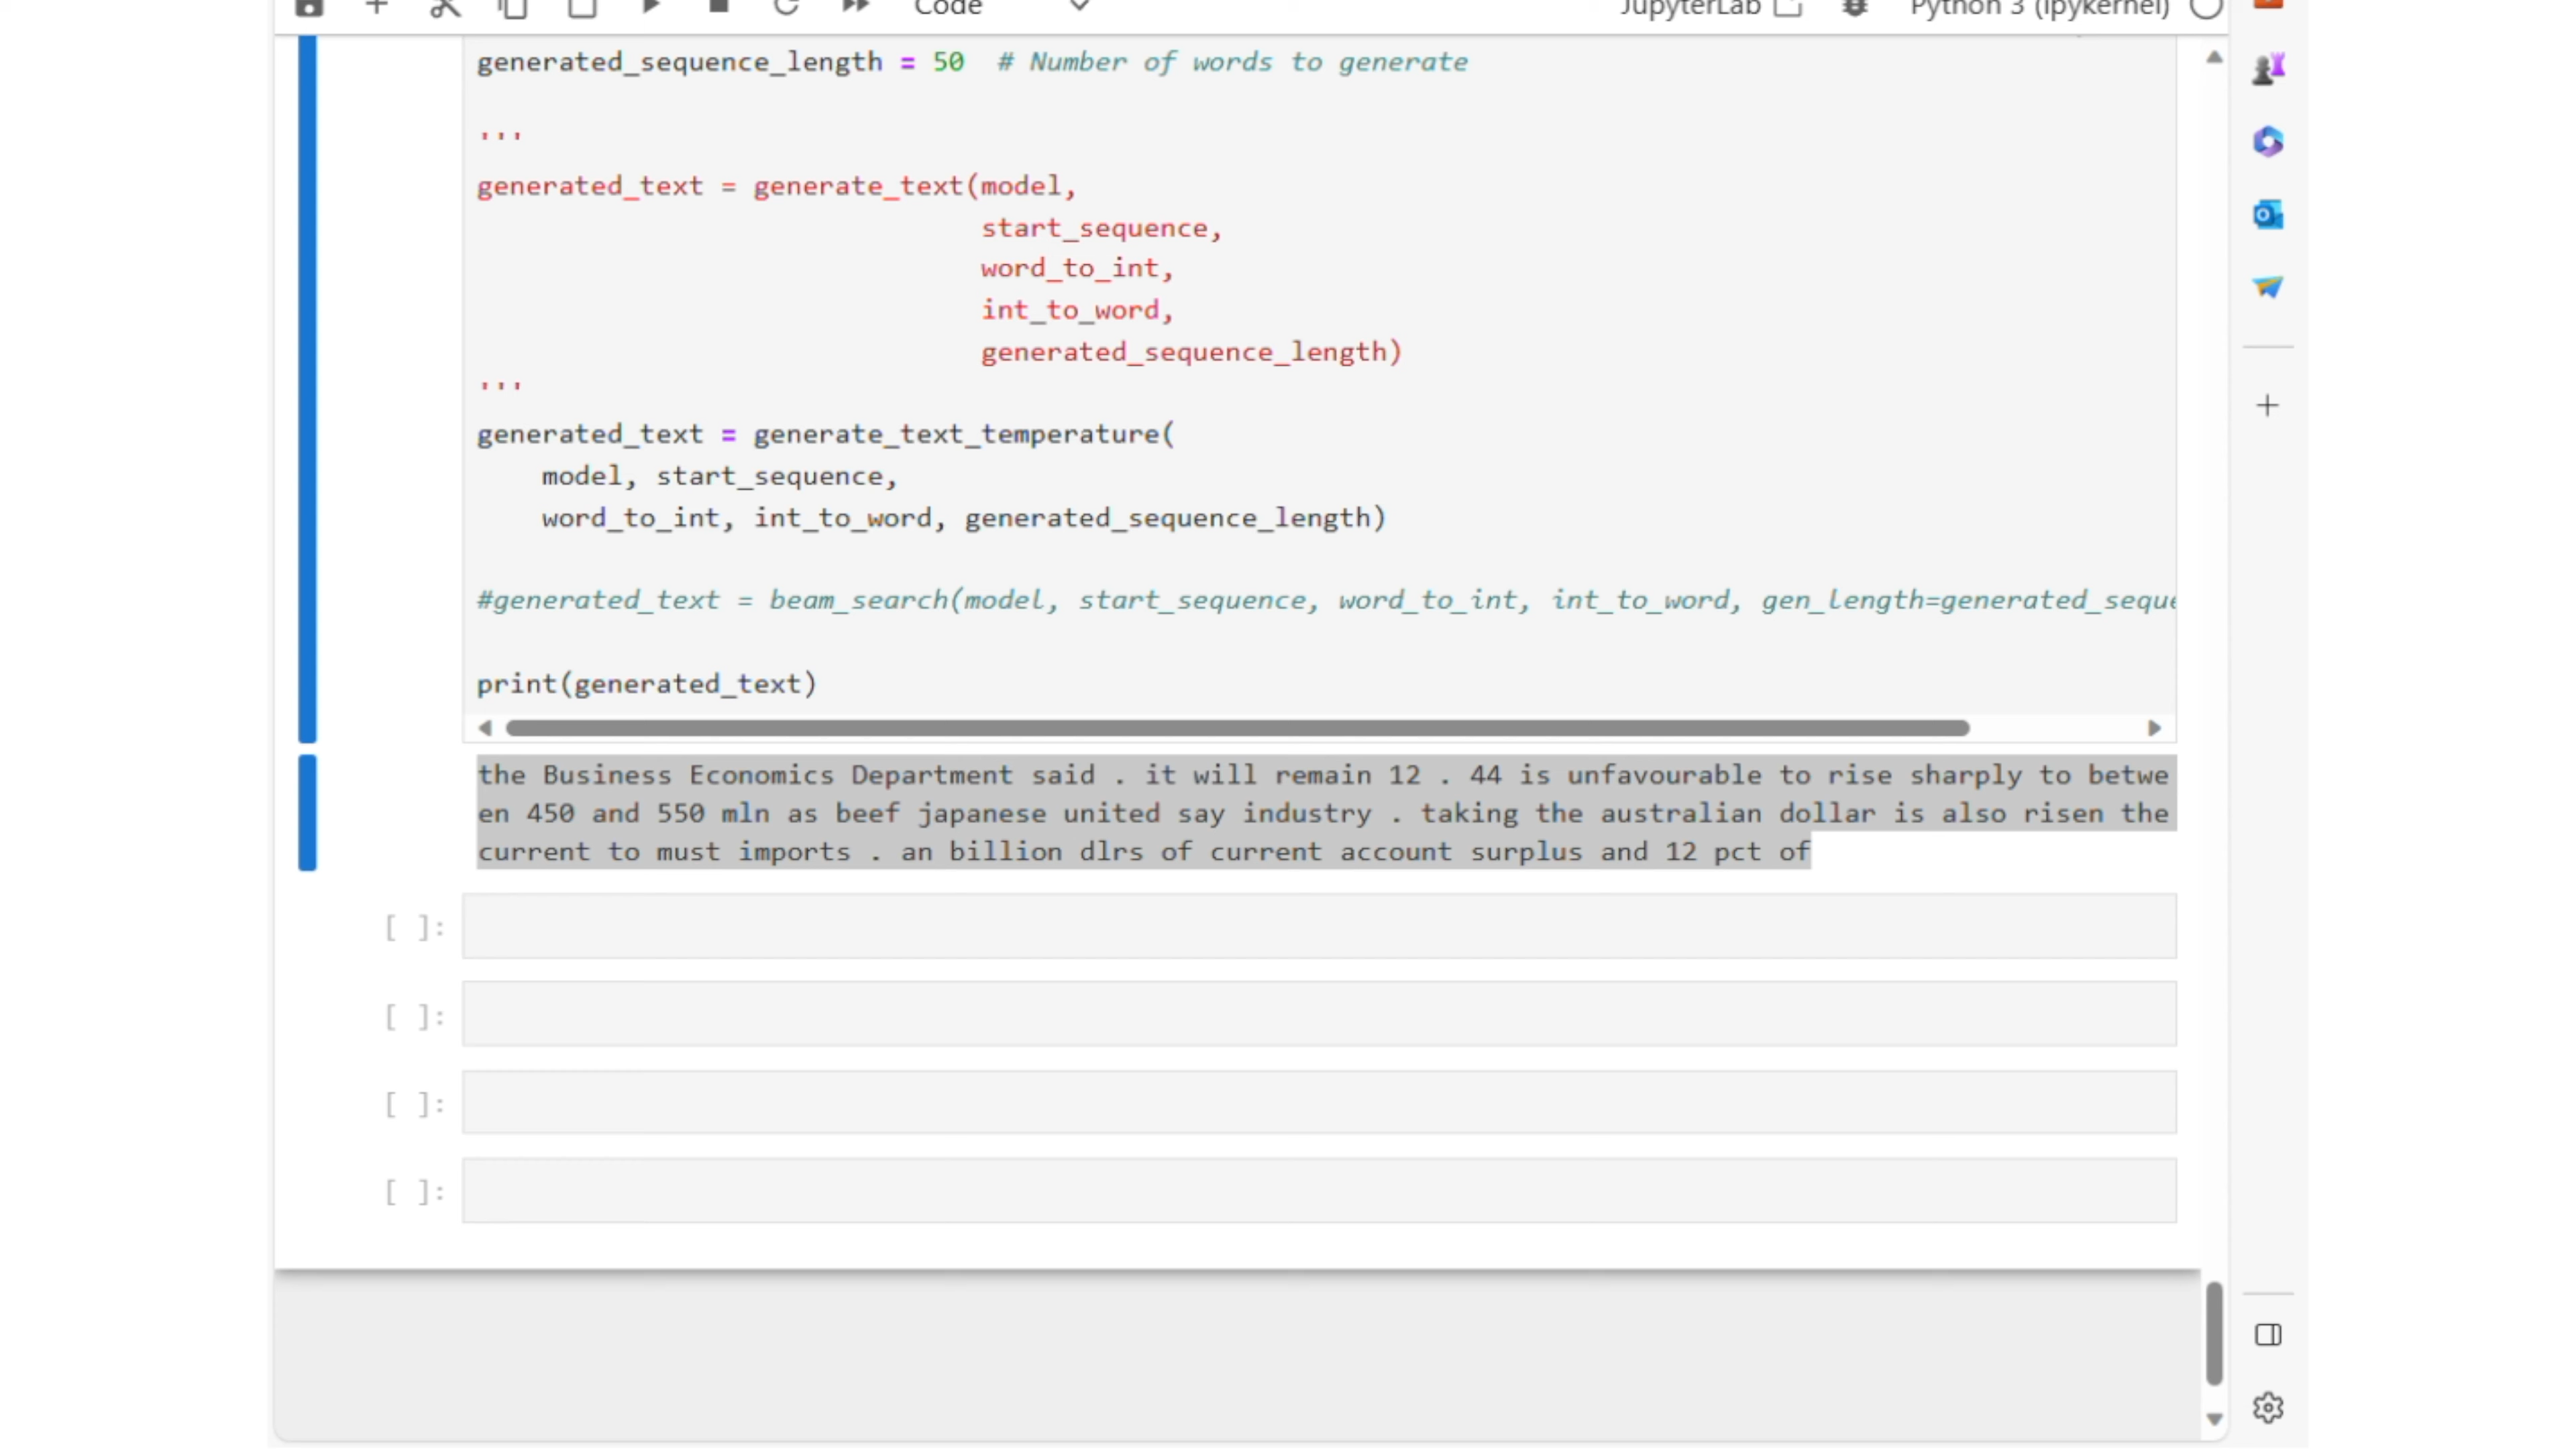 Code JupyterLab Python 3 (ipykernel)
generated_sequence_length = 50  # Number of words to generate
'''
generated_text = generate_text(model,
start_sequence,
word_to_int,
int_to_word,
generated_sequence_length)
'''
generated_text = generate_text_temperature(
model, start_sequence,
word_to_int, int_to_word, generated_sequence_length)
#generated_text = beam_search(model, start_sequence, word_to_int, int_to_word, gen_length=generated_seque
print(generated_text)
the Business Economics Department said . it will remain 12 . 44 is unfavourable to rise sharply to betwe
en 450 and 550 mln as beef japanese united say industry . taking the australian dollar is also risen the
current to must imports . an billion dlrs of current account surplus and 12 pct of
[ ]:
[ ]:
[ ]:
[ ]: